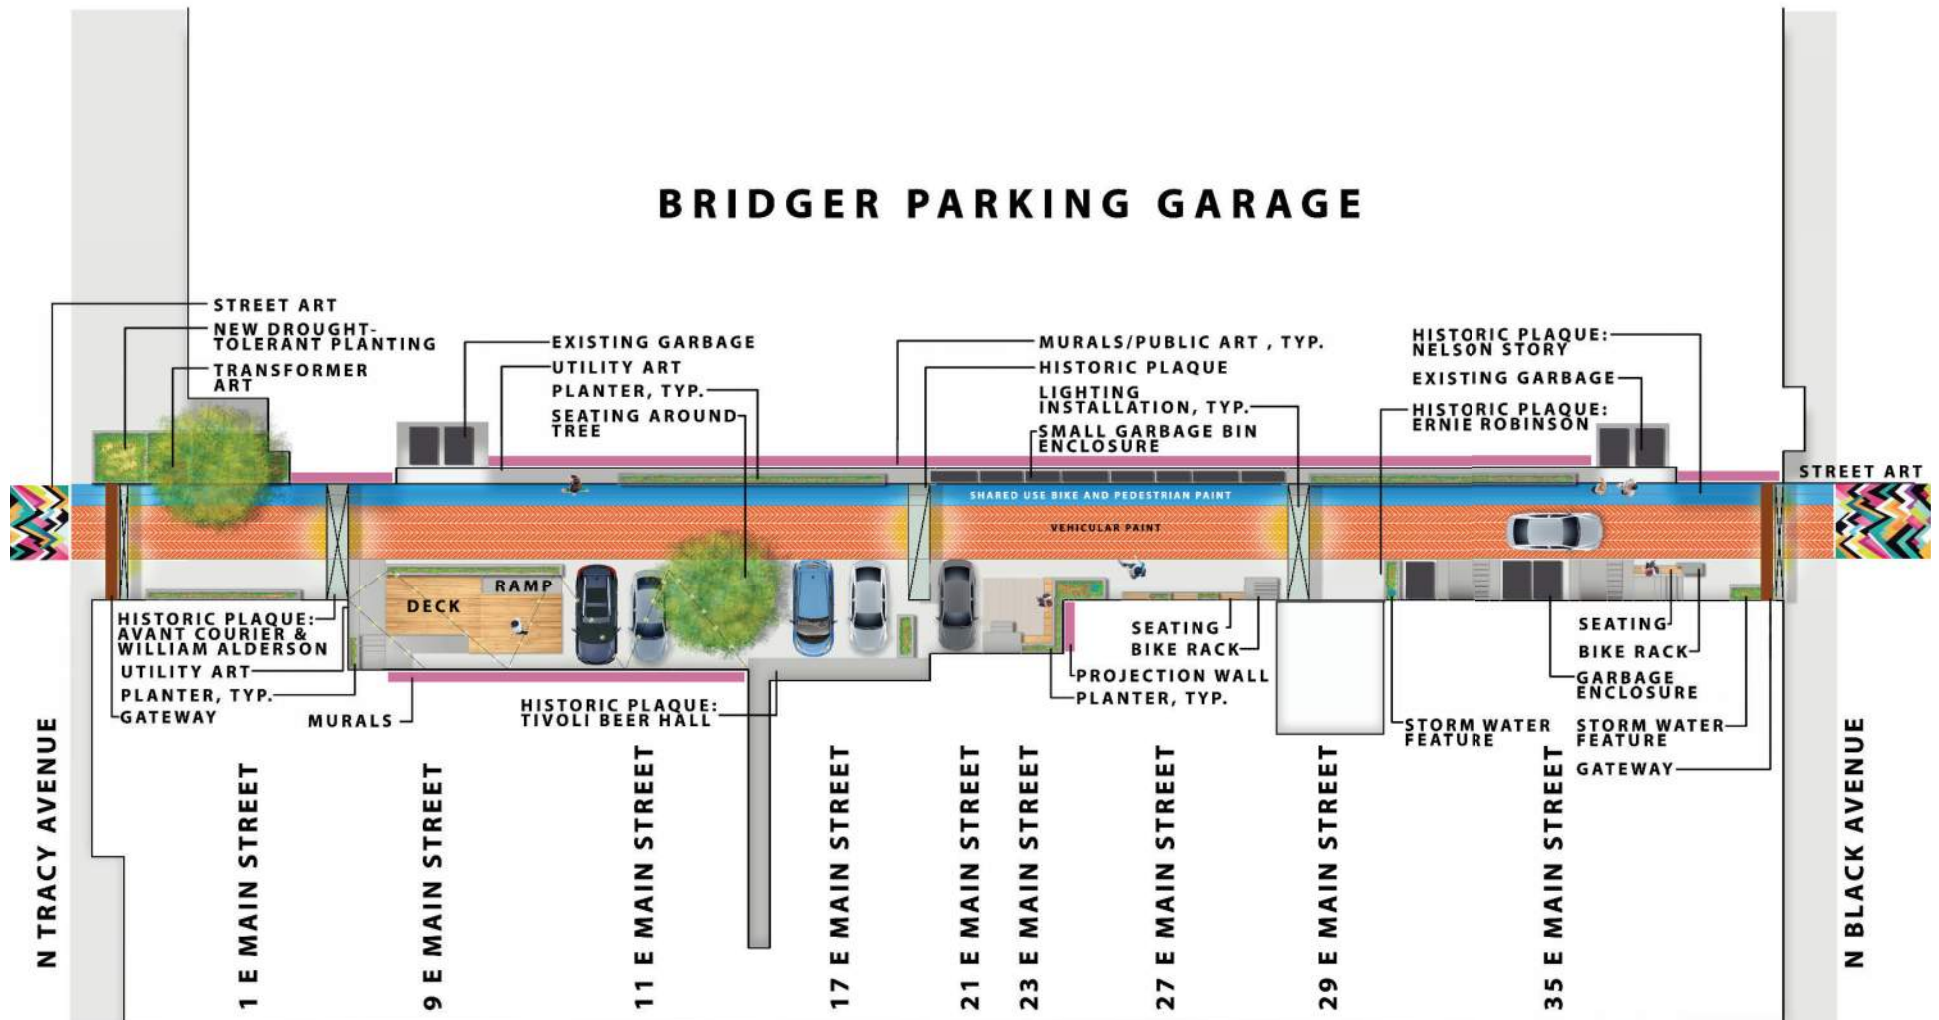 BRIDGER PARKING GARAGE
STREET ART
NEW DROUGHT-
TOLERANT PLANTING
TRANSFORMER
ART
EXISTING GARBAGE
UTILITY ART
PLANTER, TYP.
SEATING AROUND
TREE
MURALS/PUBLIC ART , TYP.
HISTORIC PLAQUE
LIGHTING
INSTALLATION, TYP.
SMALL GARBAGE BIN
ENCLOSURE
HISTORIC PLAQUE:
NELSON STORY
EXISTING GARBAGE
HISTORIC PLAQUE:
ERNIE ROBINSON
STREET ART
SHARED USE BIKE AND PEDESTRIAN PAINT
VEHICULAR PAINT
RAMP
DECK
HISTORIC PLAQUE:
AVANT COURIER &
WILLIAM ALDERSON
UTILITY ART
PLANTER, TYP.
GATEWAY
MURALS
HISTORIC PLAQUE:
TIVOLI BEER HALL
SEATING
BIKE RACK
PROJECTION WALL
PLANTER, TYP.
STORM WATER
FEATURE
SEATING
BIKE RACK
GARBAGE
ENCLOSURE
STORM WATER
FEATURE
GATEWAY
N TRACY AVENUE
1 E MAIN STREET
9 E MAIN STREET
11 E MAIN STREET
17 E MAIN STREET
21 E MAIN STREET
23 E MAIN STREET
27 E MAIN STREET
29 E MAIN STREET
35 E MAIN STREET
N BLACK AVENUE